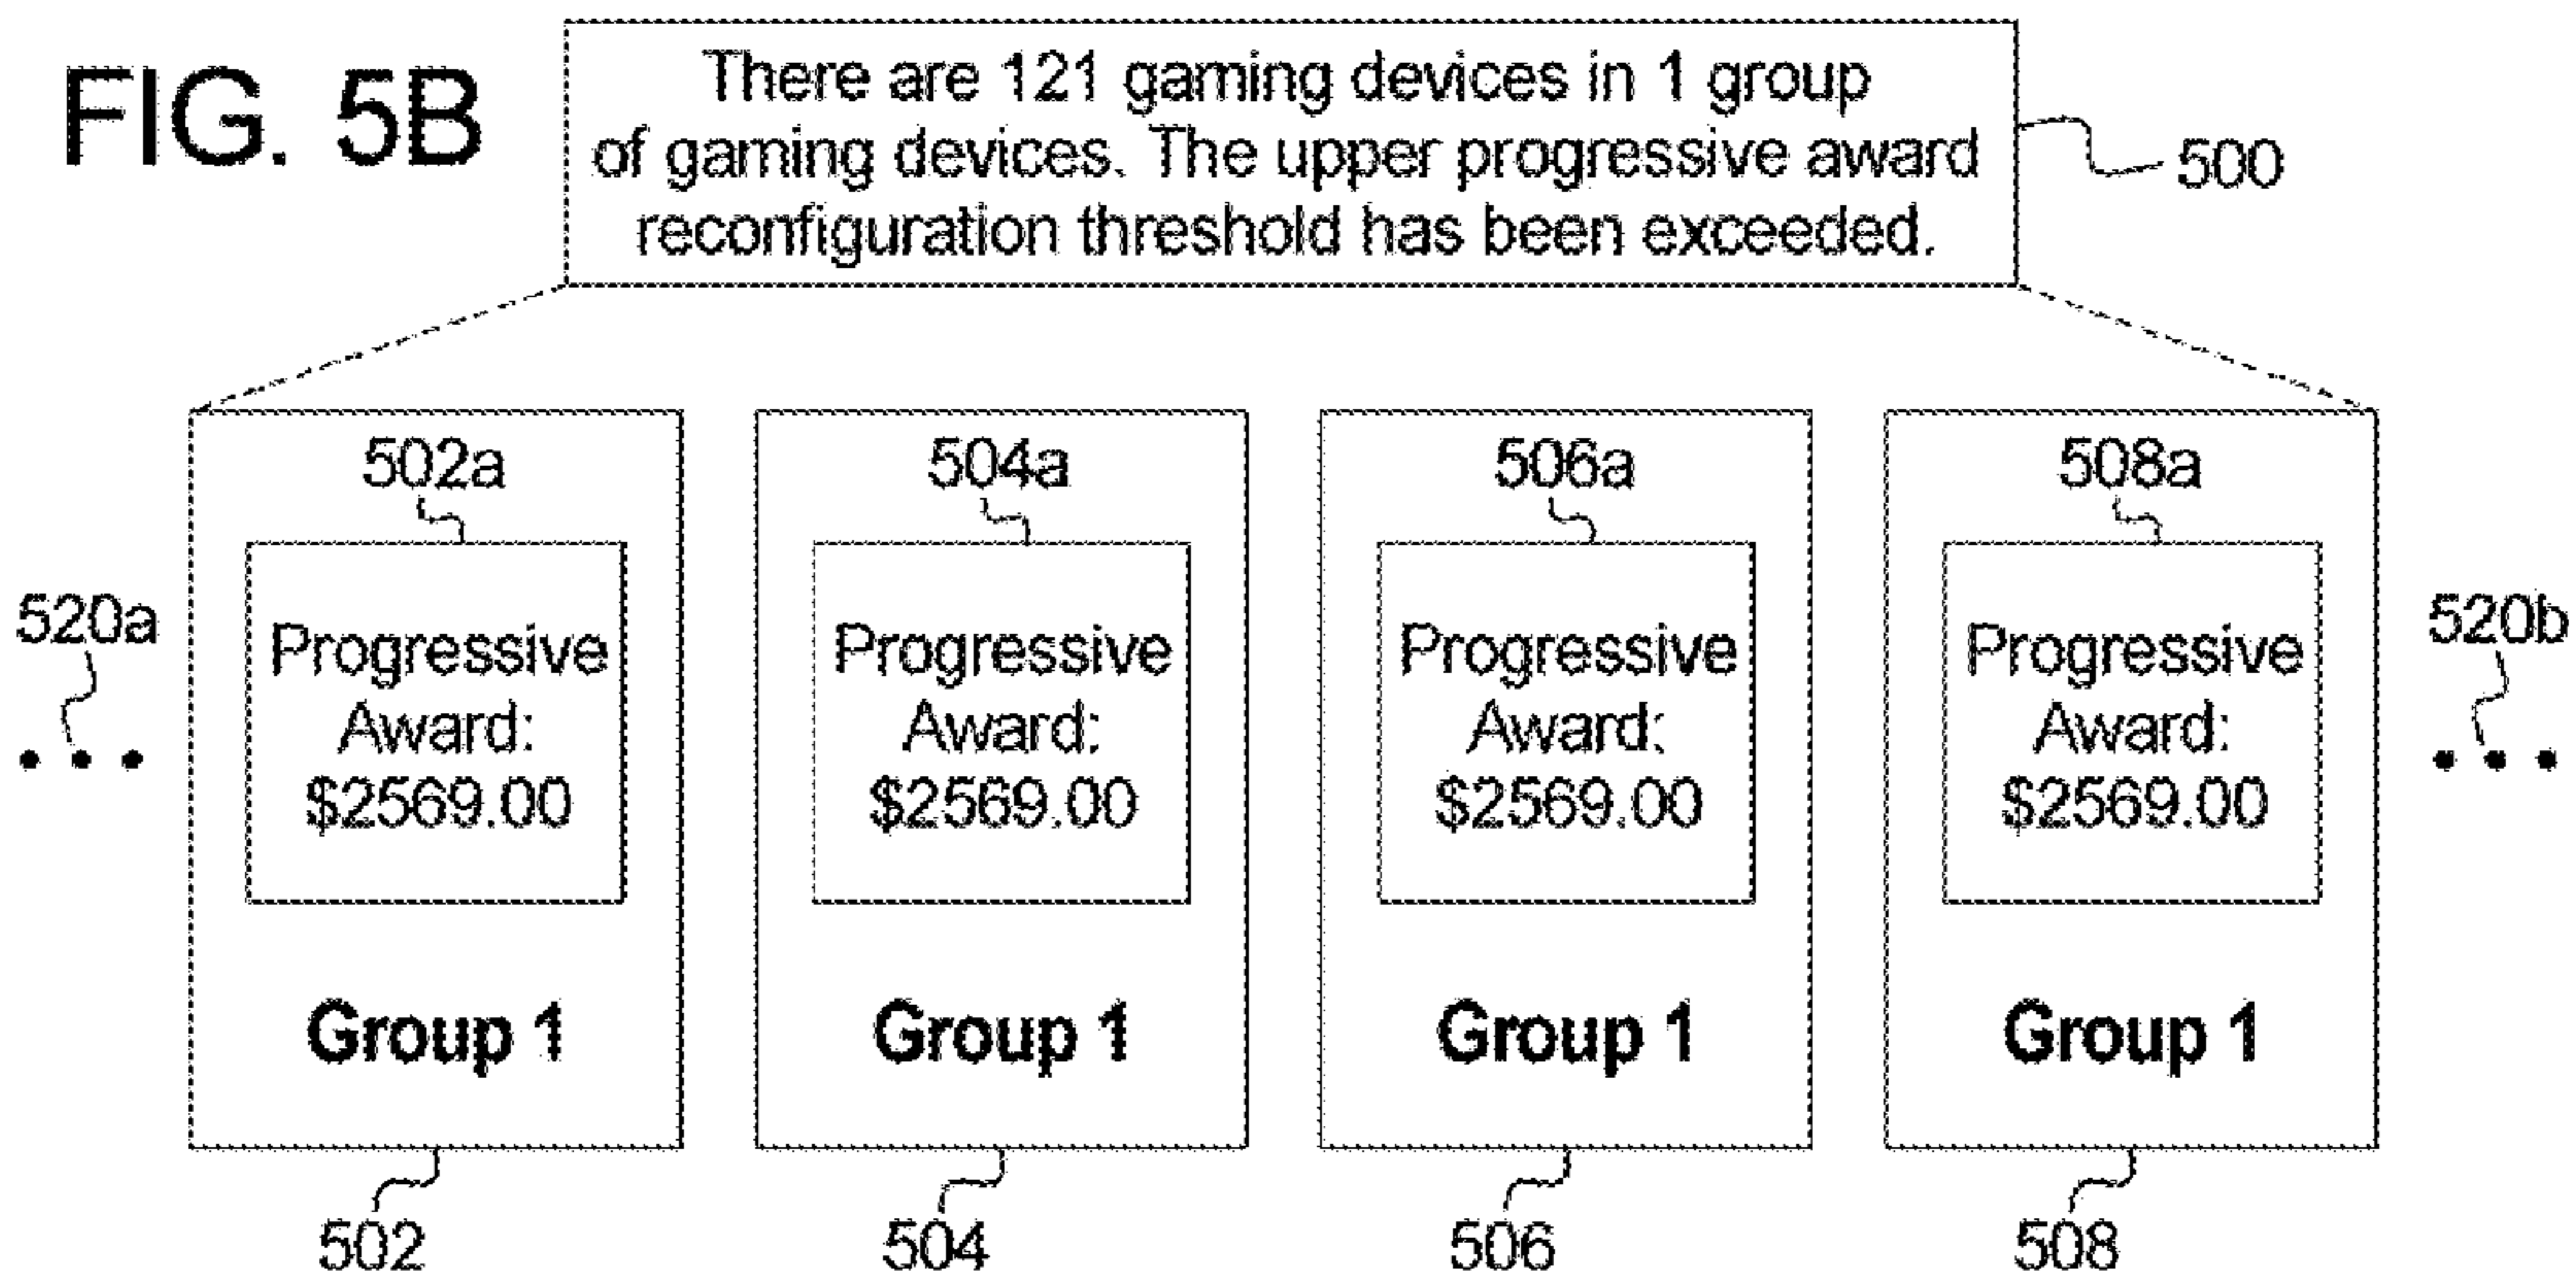 FIG. 5B
There are 121 gaming devices in 1 group
of gaming devices. The upper progressive award
reconfiguration threshold has been exceeded.
500
502a
504a
506a
508a
520a
520b
Progressive
Award:
$2569.00
Progressive
Award:
$2569.00
Progressive
Award:
$2569.00
Progressive
Award:
$2569.00
Group 1
Group 1
Group 1
Group 1
502
504
506
508